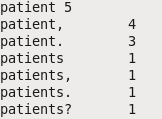 patient 5
patient,        4
patient.        3
patients        1
patients,       1
patients.       1
patients?       1